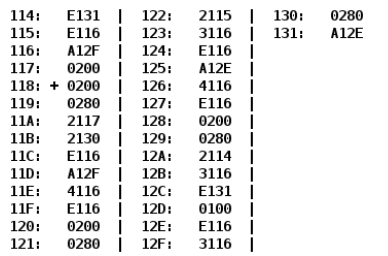 114: E131 | 122: 2115 | 130: 0280
115: E116 | 123: 3116 | 131: A12E
116: A12F | 124: E116 |
117: 0200 | 125: A12E |
118: + 0200 | 126: 4116 |
119: 0280 | 127: E116 |
11A: 2117 | 128: 0200 |
11B: 2130 | 129: 0280 |
11C: E116 | 12A: 2114 |
11D: A12F | 12B: 3116 |
11E: 4116 | 12C: E131 |
11F: E116 | 12D: 0100 |
120: 0200 | 12E: E116 |
121: 0280 | 12F: 3116 |